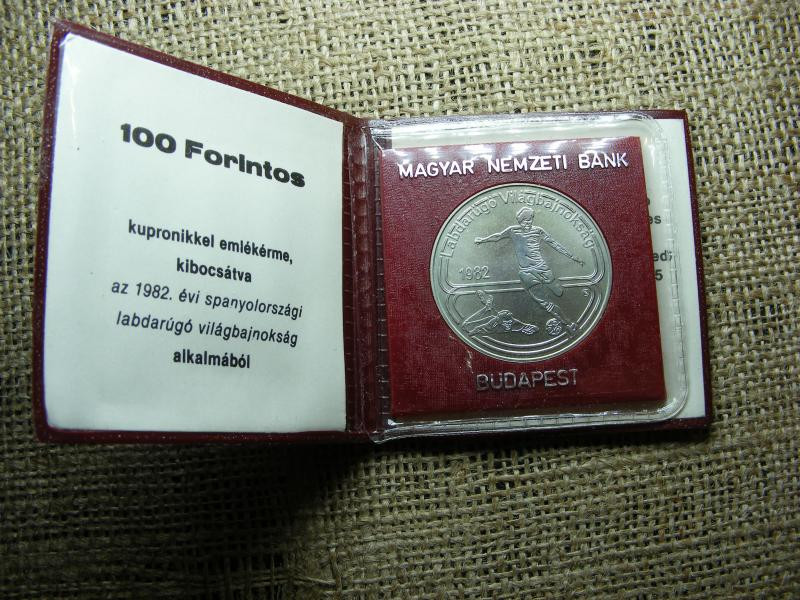 100 Forintos
kupronikkel emlékérme,
kibocsátva
az 1982. évi spanyolországi
labdarúgó világbajnokság
alkalmából
MAGYAR NEMZETI BANK
Labdarúgó Világbajnokság
1982
BUDAPEST